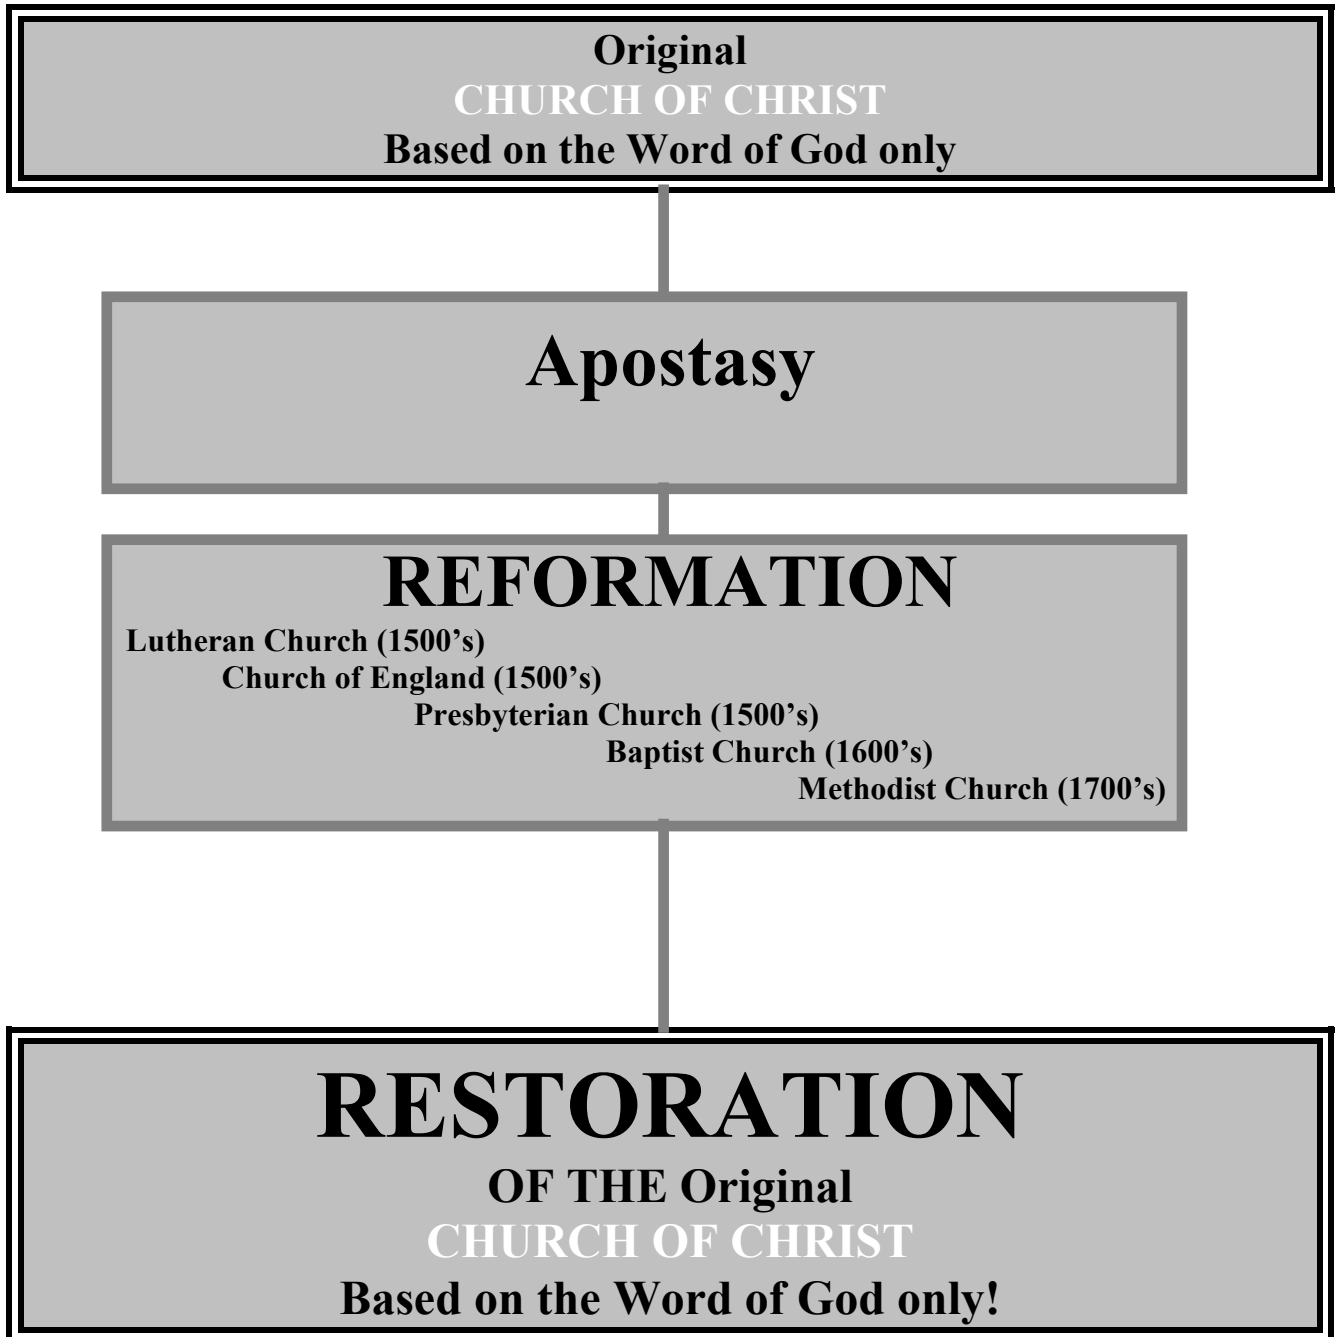 Original
CHURCH OF CHRIST
Based on the Word of God only
Apostasy
REFORMATION
Lutheran Church (1500’s)
Church of England (1500’s)
Presbyterian Church (1500’s)
Baptist Church (1600’s)
Methodist Church (1700’s)
RESTORATION
OF THE Original
CHURCH OF CHRIST
Based on the Word of God only!